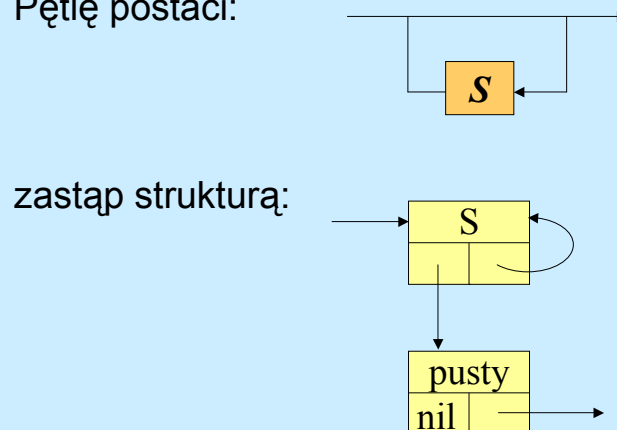 Pętlę postaci:
S
zastąp strukturą:
S
pusty
nil